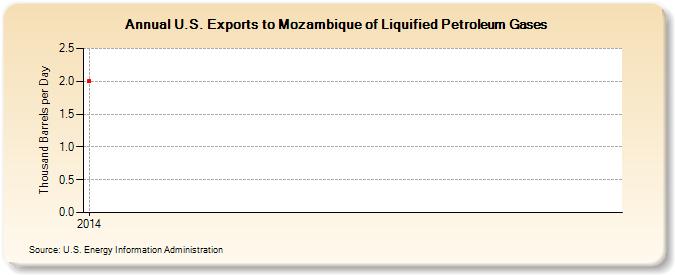 Annual U.S. Exports to Mozambique of Liquified Petroleum Gases
Thousand Barrels per Day
2.5
2.0
1.5
1.0
0.5
0.0
2014
Source: U.S. Energy Information Administration